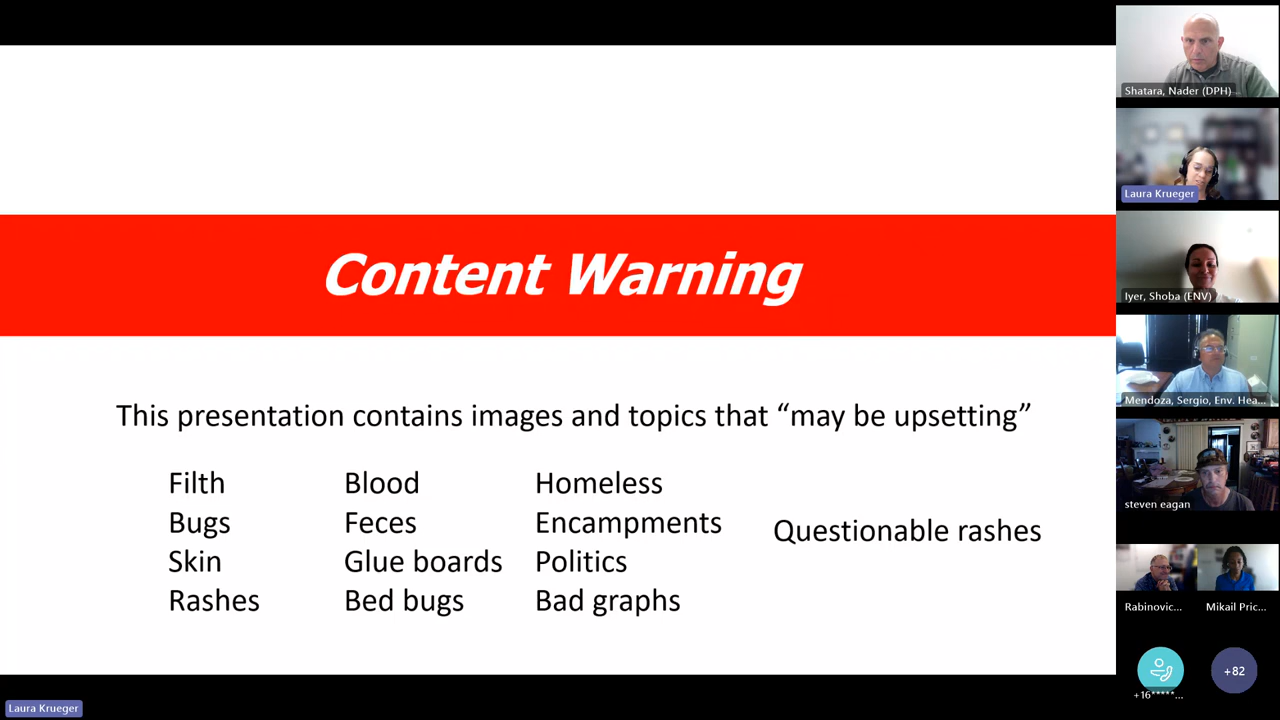 Content Warning
This presentation contains images and topics that “may be upsetting”
Filth
Bugs
Skin
Rashes
Blood
Feces
Glue boards
Bed bugs
Homeless
Encampments
Politics
Bad graphs
Questionable rashes
Shatara, Nader (DPH)...
Laura Krueger
Iyer, Shoba (ENV)
Mendoza, Sergio, Env. Hea...
steven eagan
Rabinovic...
Mikail Pric...
+16*****...
+82
Laura Krueger